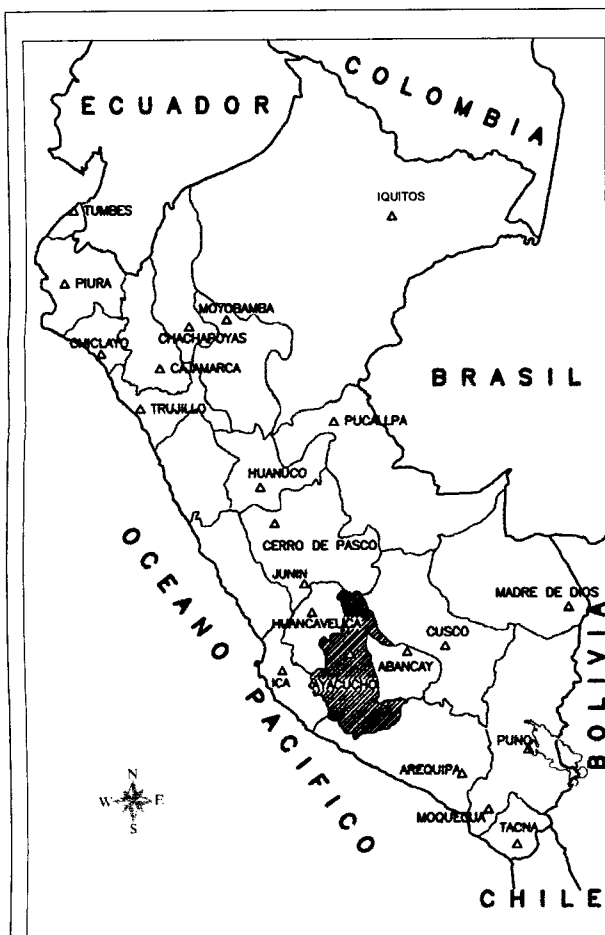 COLOMBIA
ECUADOR
IQUITOS
TUMBES
PIURA
MOYOBAMBA
CHACHAPOYAS
CHICLAYO
CAJAMARCA
BRASIL
TRUJILLO
PUCALLPA
HUANUCO
OCEANO PACIFICO
CERRO DE PASCO
JUNIN
MADRE DE DIOS
HUANCAVELICA
CUSCO
ABANCAY
BOLIVIA
ICA
AYACUCHO
PUNO
AREQUIPA
N
W E
S
MOQUEGUA
TACNA
CHILE